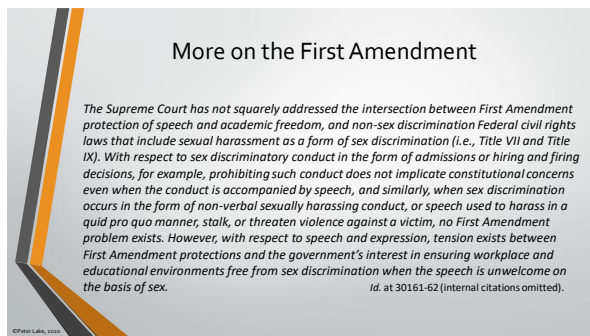 More on the First Amendment
The Supreme Court has not squarely addressed the intersection between First Amendment
protection of speech and academic freedom, and non-sex discrimination Federal civil rights
laws that include sexual harassment as a form of sex discrimination (i.e., Title VII and Title
IX). With respect to sex discriminatory conduct in the form of admissions or hiring and firing
decisions, for example, prohibiting such conduct does not implicate constitutional concerns
even when the conduct is accompanied by speech, and similarly, when sex discrimination
occurs in the form of non-verbal sexually harassing conduct, or speech used to harass in a
quid pro quo manner, stalk, or threaten violence against a victim, no First Amendment
problem exists. However, with respect to speech and expression, tension exists between
First Amendment protections and the government's interest in ensuring workplace and
educational environments free from sex discrimination when the speech is unwelcome on
the basis of sex. Id. at 30161-62 (internal citations omitted).
©Peter Lake, 2020